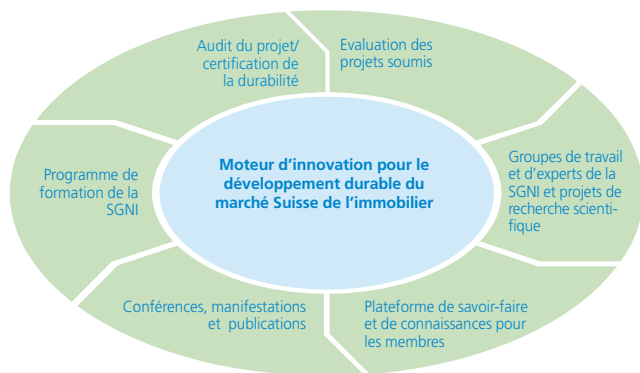 Audit du projet/
certification de
la durabilité
Evaluation des
projets soumis
Groupes de travail
et d'experts de la
SGNI et projets de
recherche scienti-
fique
Plateforme de savoir-faire
et de connaissances pour
les membres
Conférences, manifestations
et publications
Programme de
formation de la
SGNI
Moteur d'innovation pour le
développement durable du
marché Suisse de l'immobilier